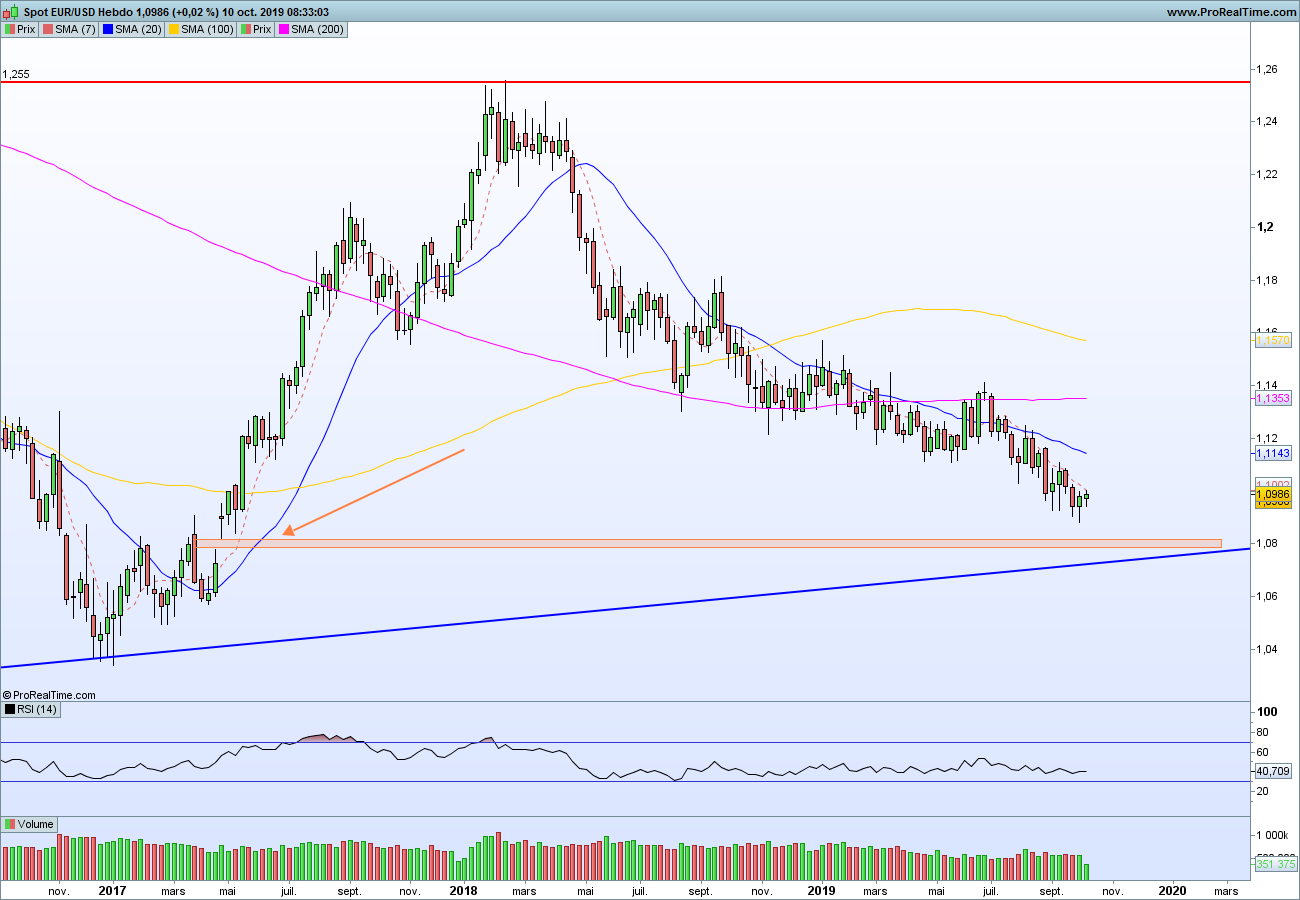 Spot EUR/USD Hebdo 1,0986 (+0,02 %) 10 oct. 2019 08:33:03
www.ProRealTime.com
Prix SMA (7) SMA (20) SMA (100) Prix SMA (200)
1,255
1,26
1,24
1,22
1,2
1,18
1,16
1,1570
1,14
1,1353
1,12
1,1143
1,1002
1,0986
1,08
1,06
1,04
© ProRealTime.com
RSI (14)
100
80
60
40,709
20
Volume
1 000k
351 375
nov. 2017 mars mai juil. sept. nov. 2018 mars mai juil. sept. nov. 2019 mars mai juil. sept. nov. 2020 mars